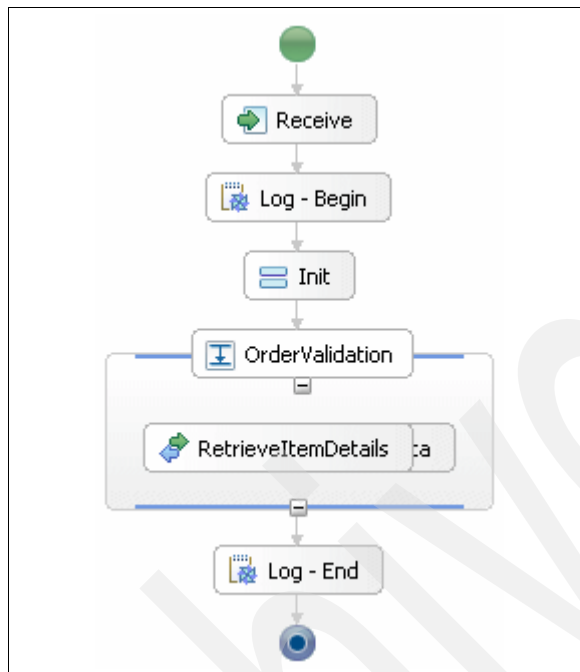 Receive
Log - Begin
Init
OrderValidation
RetrieveItemDetails
ta
Log - End